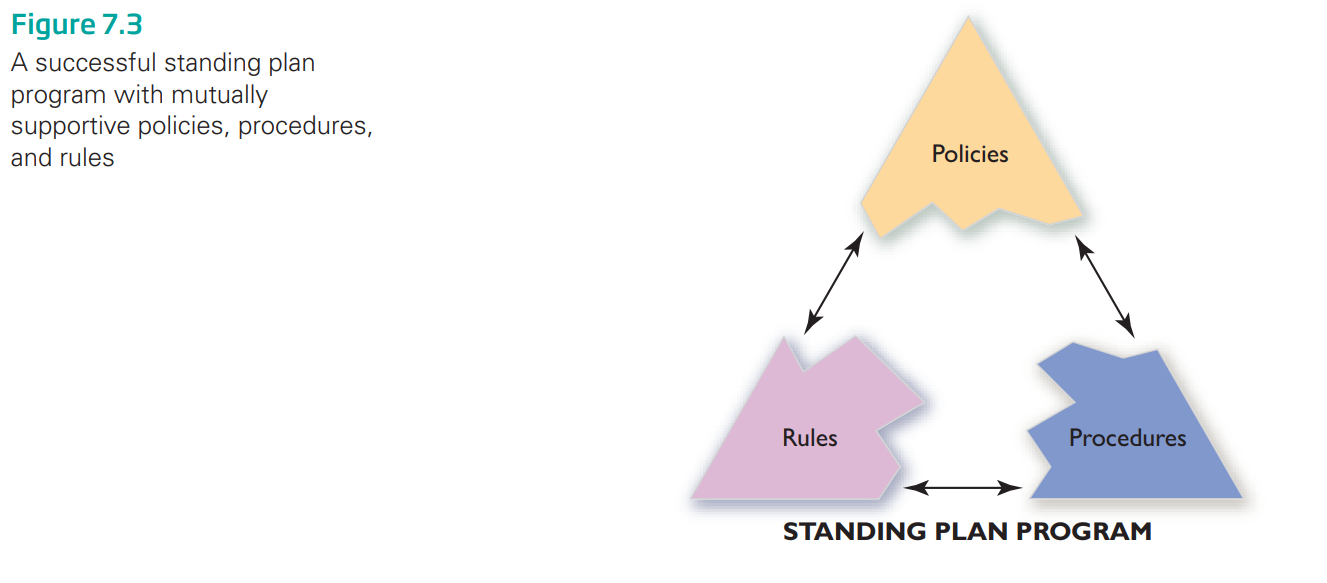 Figure 7.3
A successful standing plan
program with mutually
supportive policies, procedures,
and rules
Policies
Rules
Procedures
STANDING PLAN PROGRAM